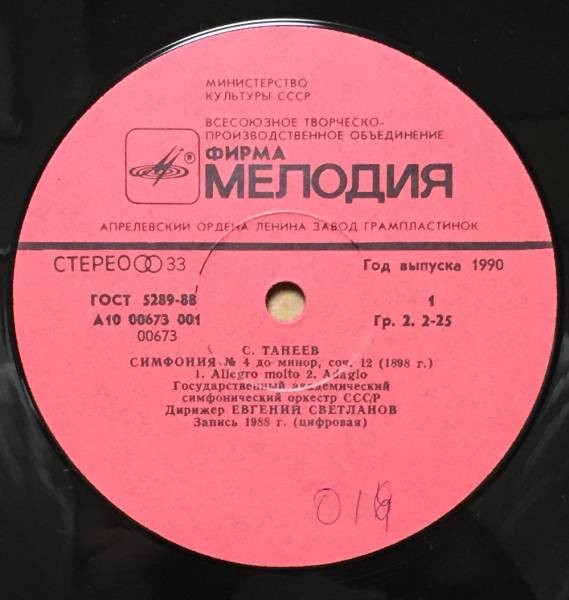 МИНИСТЕРСТВО
КУЛЬТУРЫ СССР
ВСЕСОЮЗНОЕ ТВОРЧЕСКО-
ПРОИЗВОДСТВЕННОЕ ОБЪЕДИНЕНИЕ
®
ФИРМА
МЕЛОДИЯ
АПРЕЛЕВСКИЙ ОРДЕНА ЛЕНИНА ЗАВОД ГРАМПЛАСТИНОК
СТЕРЕО 33
Год выпуска 1990
ГОСТ 5289-88
1
А10 00673 001
Гр. 2. 2-25
00673
С. ТАНЕЕВ
СИМФОНИЯ № 4 до минор, соч. 12 (1898 г.)
1. Allegro molto 2. Adagio
Государственный академический
симфонический оркестр СССР
Дирижер ЕВГЕНИЙ СВЕТЛАНОВ
Запись 1988 г. (цифровая)